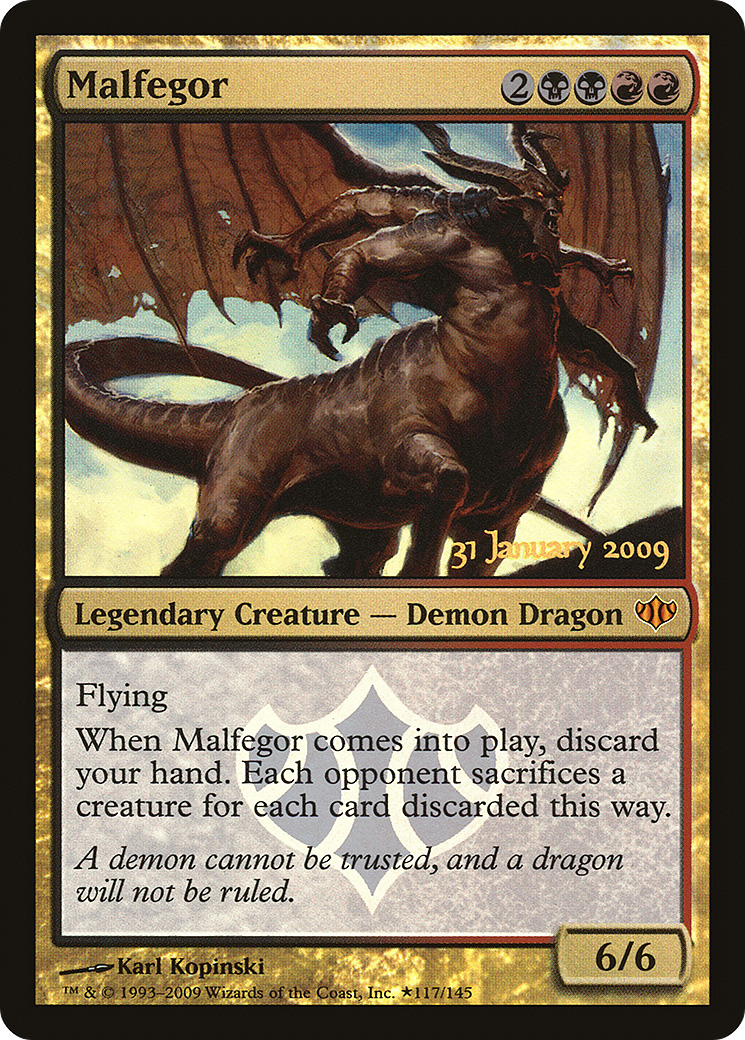 Malfegor 2
31 January 2009
Legendary Creature — Demon Dragon
Flying
When Malfegor comes into play, discard
your hand. Each opponent sacrifices a
creature for each card discarded this way.
A demon cannot be trusted, and a dragon
will not be ruled.
6/6
Karl Kopinski
™ & © 1993–2009 Wizards of the Coast, Inc. ★117/145